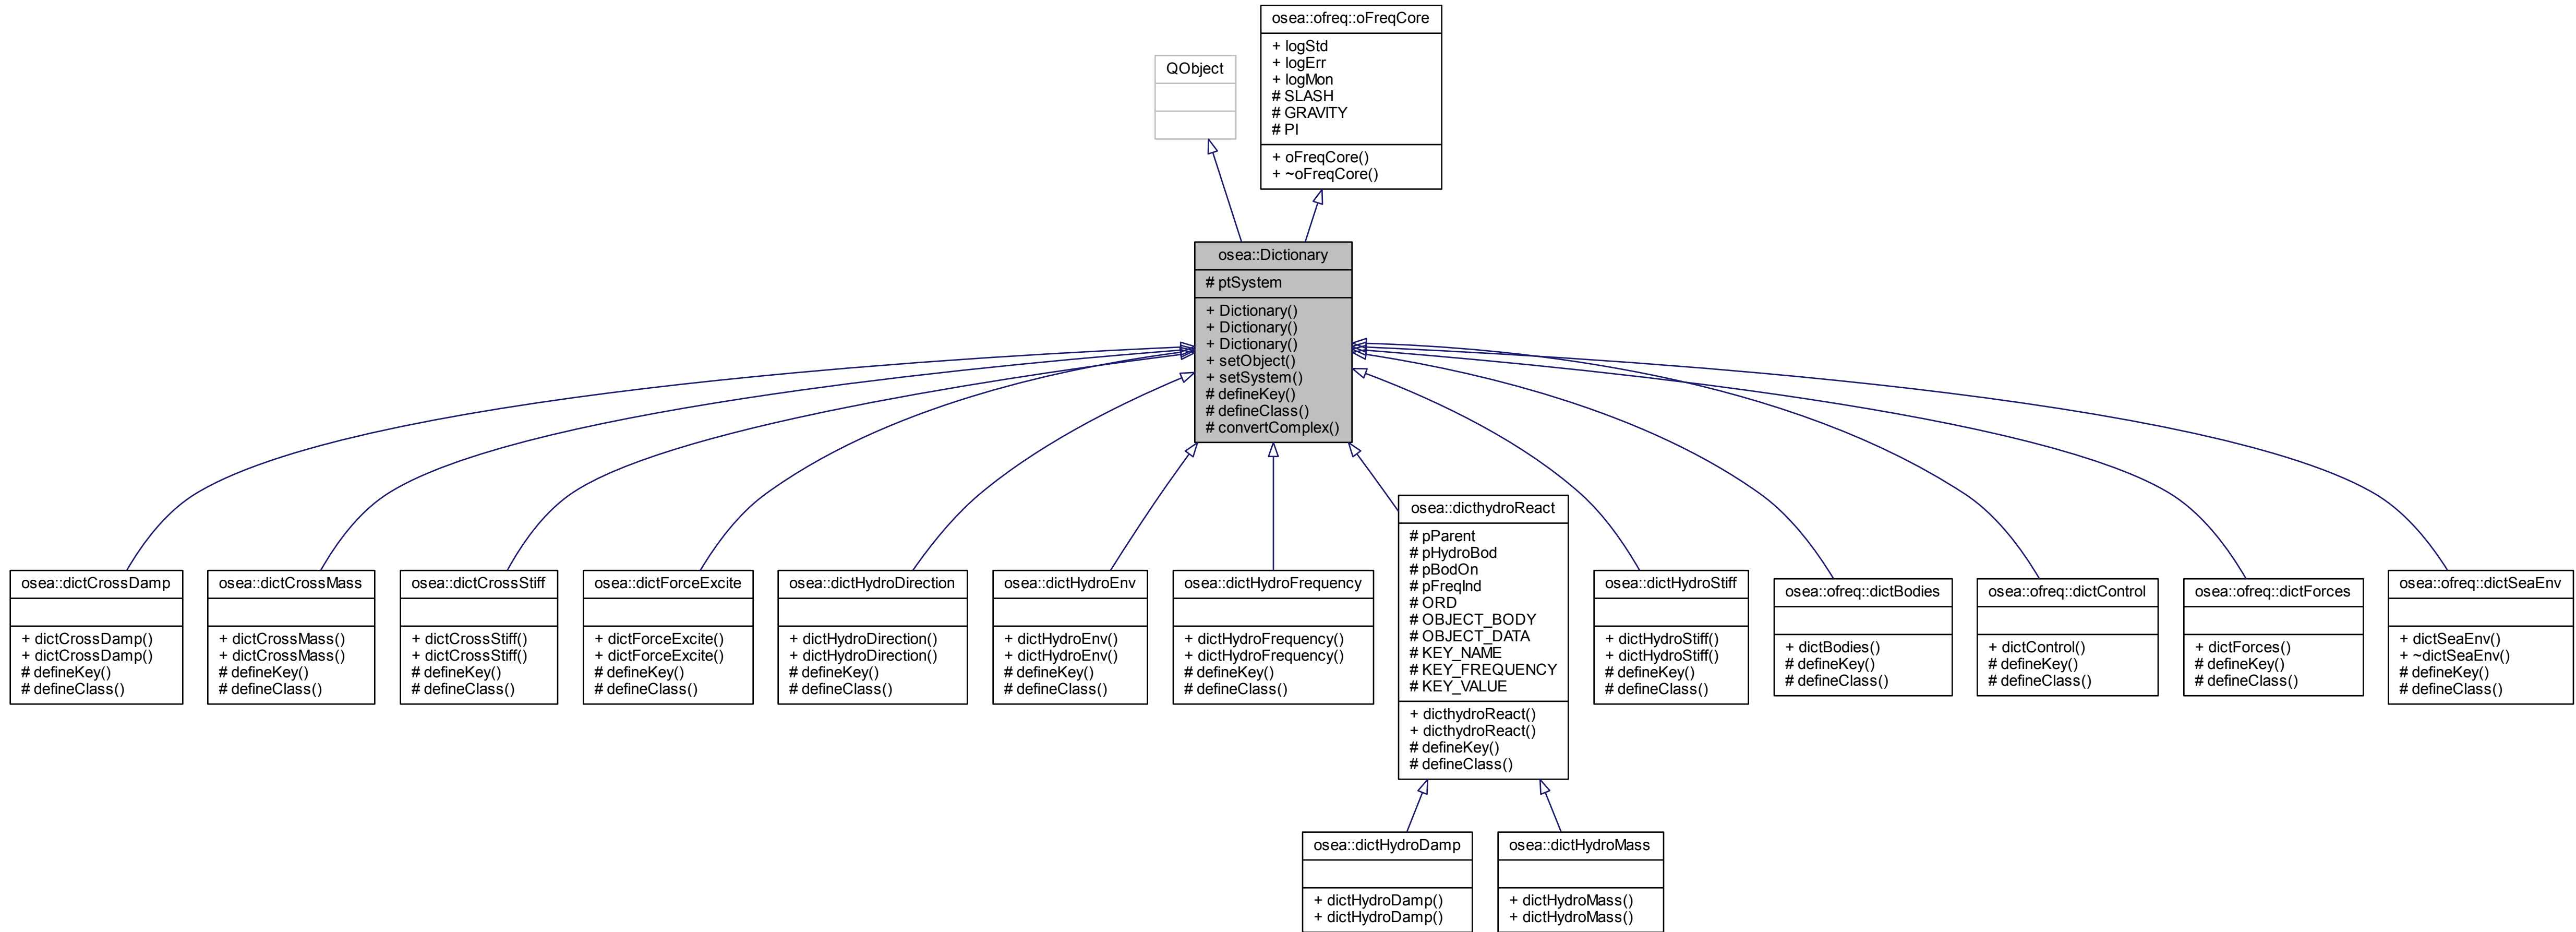 osea::ofreq::oFreqCore
+ logStd
+ logErr
+ logMon
# SLASH
# GRAVITY
# PI
+ oFreqCore()
+ ~oFreqCore()
QObject
osea::Dictionary
# ptSystem
+ Dictionary()
+ Dictionary()
+ Dictionary()
+ setObject()
+ setSystem()
# defineKey()
# defineClass()
# convertComplex()
osea::dictCrossDamp
+ dictCrossDamp()
+ dictCrossDamp()
# defineKey()
# defineClass()
osea::dictCrossMass
+ dictCrossMass()
+ dictCrossMass()
# defineKey()
# defineClass()
osea::dictCrossStiff
+ dictCrossStiff()
+ dictCrossStiff()
# defineKey()
# defineClass()
osea::dictForceExcite
+ dictForceExcite()
+ dictForceExcite()
# defineKey()
# defineClass()
osea::dictHydroDirection
+ dictHydroDirection()
+ dictHydroDirection()
# defineKey()
# defineClass()
osea::dictHydroEnv
+ dictHydroEnv()
+ dictHydroEnv()
# defineKey()
# defineClass()
osea::dictHydroFrequency
+ dictHydroFrequency()
+ dictHydroFrequency()
# defineKey()
# defineClass()
osea::dicthydroReact
# pParent
# pHydroBod
# pBodOn
# pFreqInd
# ORD
# OBJECT_BODY
# OBJECT_DATA
# KEY_NAME
# KEY_FREQUENCY
# KEY_VALUE
+ dicthydroReact()
+ dicthydroReact()
# defineKey()
# defineClass()
osea::dictHydroStiff
+ dictHydroStiff()
+ dictHydroStiff()
# defineKey()
# defineClass()
osea::ofreq::dictBodies
+ dictBodies()
# defineKey()
# defineClass()
osea::ofreq::dictControl
+ dictControl()
# defineKey()
# defineClass()
osea::ofreq::dictForces
+ dictForces()
# defineKey()
# defineClass()
osea::ofreq::dictSeaEnv
+ dictSeaEnv()
+ ~dictSeaEnv()
# defineKey()
# defineClass()
osea::dictHydroDamp
+ dictHydroDamp()
+ dictHydroDamp()
osea::dictHydroMass
+ dictHydroMass()
+ dictHydroMass()